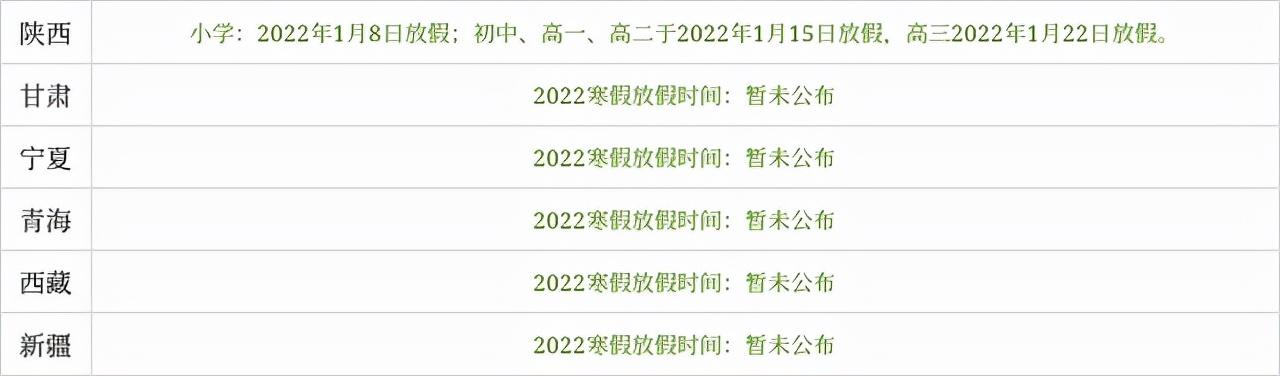 陕西 小学：2022年1月8日放假；初中、高一、高二于2022年1月15日放假，高三2022年1月22日放假。
甘肃 2022寒假放假时间：暂未公布
宁夏 2022寒假放假时间：暂未公布
青海 2022寒假放假时间：暂未公布
西藏 2022寒假放假时间：暂未公布
新疆 2022寒假放假时间：暂未公布